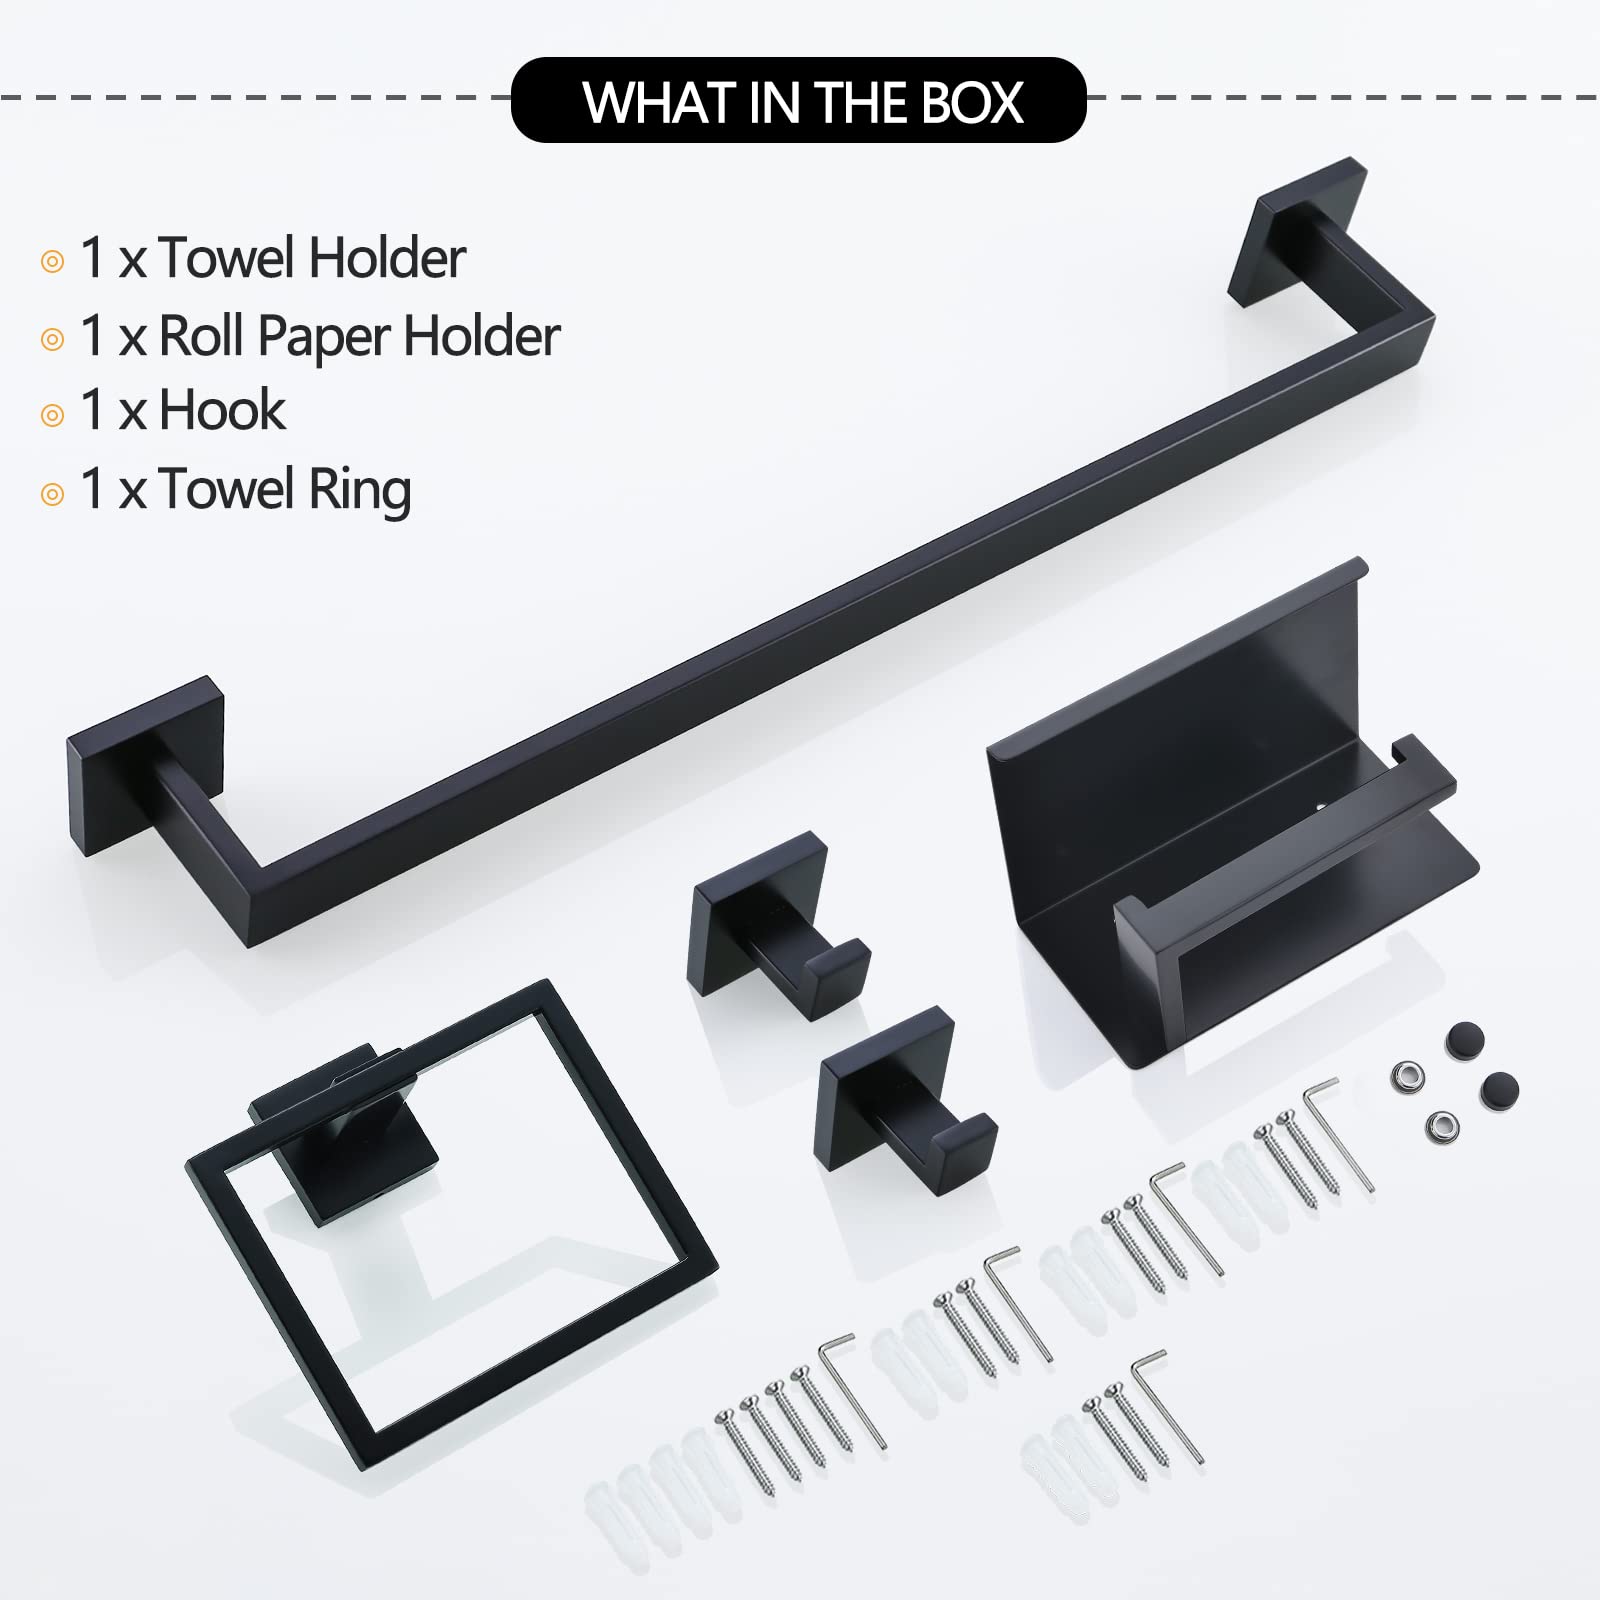 WHAT IN THE BOX
1 x Towel Holder
1 x Roll Paper Holder
1 x Hook
1 x Towel Ring